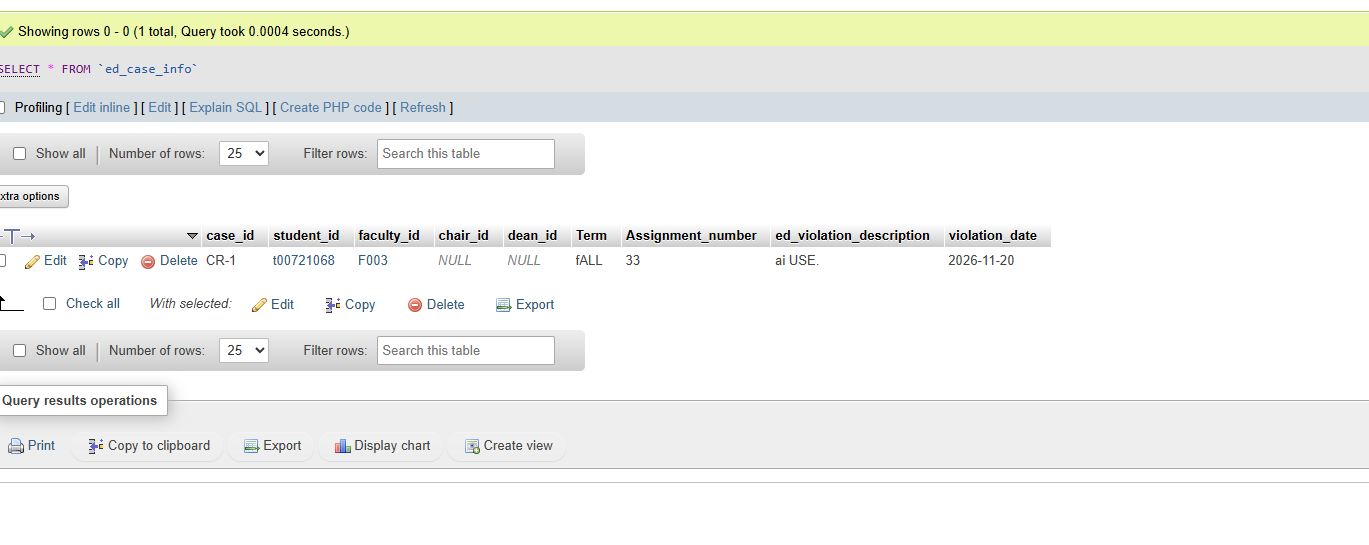 Showing rows 0 - 0 (1 total, Query took 0.0004 seconds.)
SELECT * FROM `ed_case_info`
Profiling [ Edit inline ] [ Edit ] [ Explain SQL ] [ Create PHP code ] [ Refresh ]
Show all Number of rows: 25 Filter rows: Search this table
xtra options
case_id student_id faculty_id chair_id dean_id Term Assignment_number ed_violation_description violation_date
Edit Copy Delete CR-1 t00721068 F003 NULL NULL fALL 33 ai USE. 2026-11-20
Check all With selected: Edit Copy Delete Export
Show all Number of rows: 25 Filter rows: Search this table
Query results operations
Print Copy to clipboard Export Display chart Create view